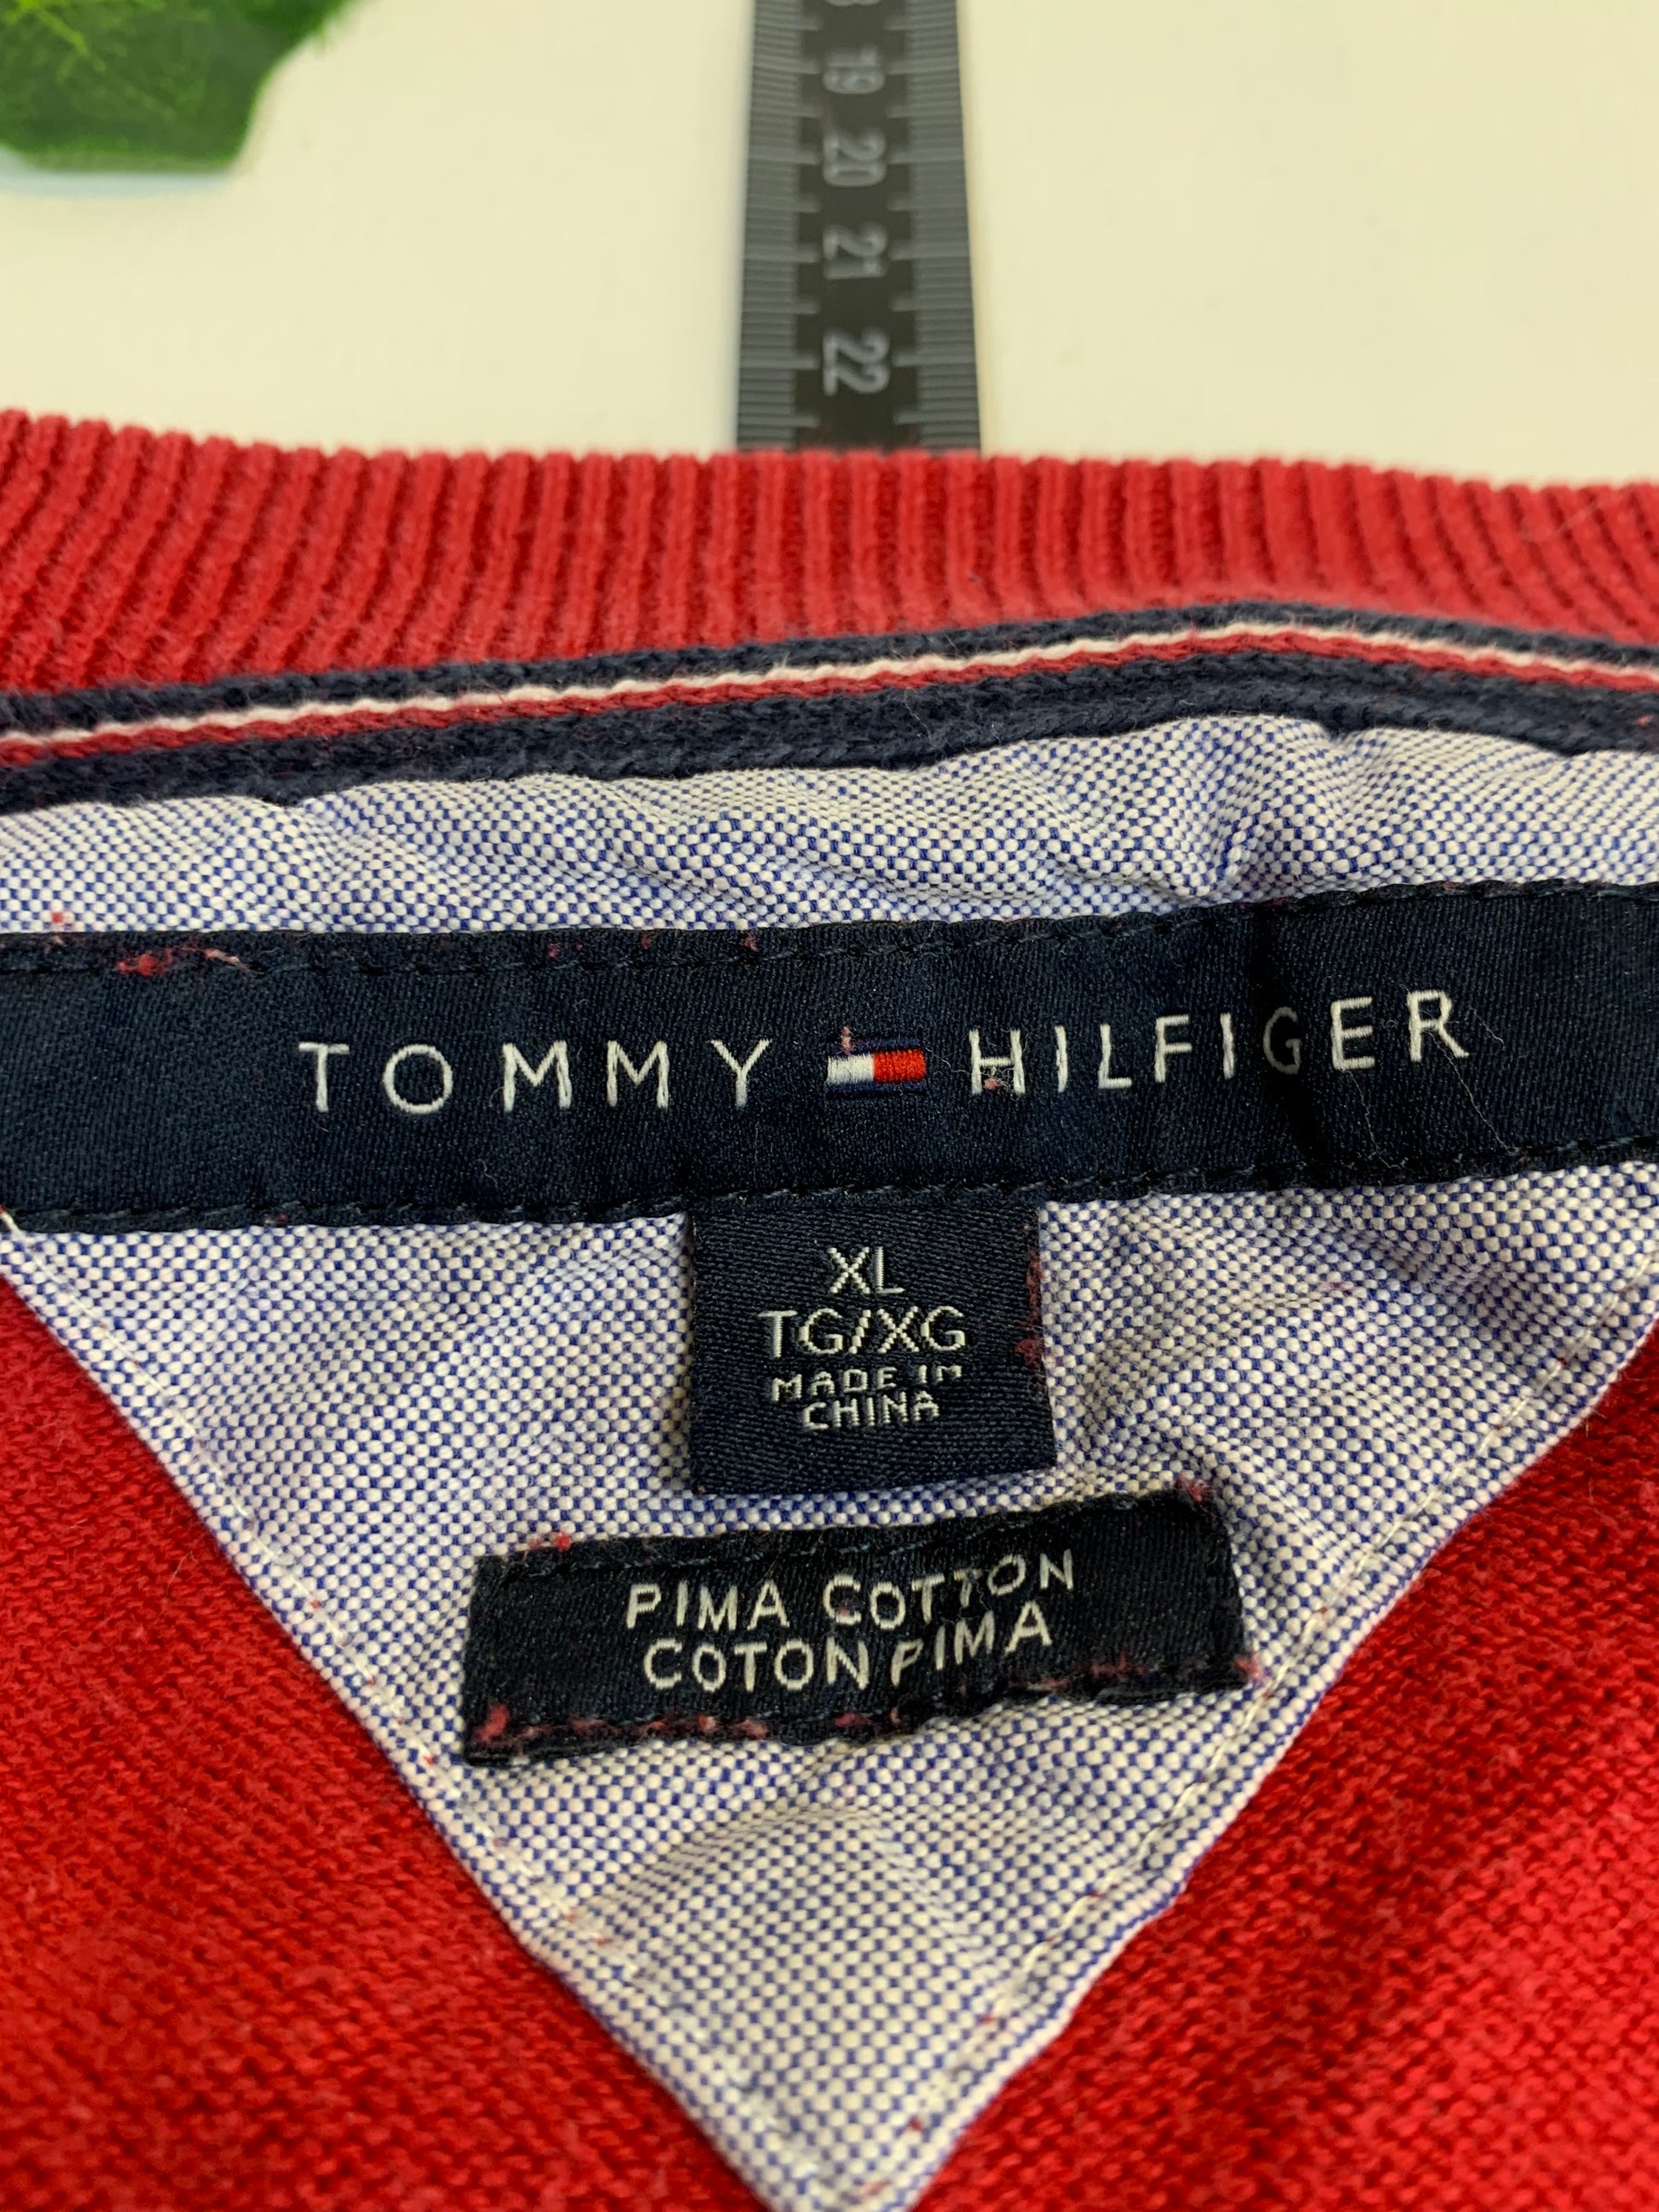 19
20
21
22
TOMMY HILFIGER
XL
TG/XG
MADE IN
CHINA
PIMA COTTON
COTON PIMA